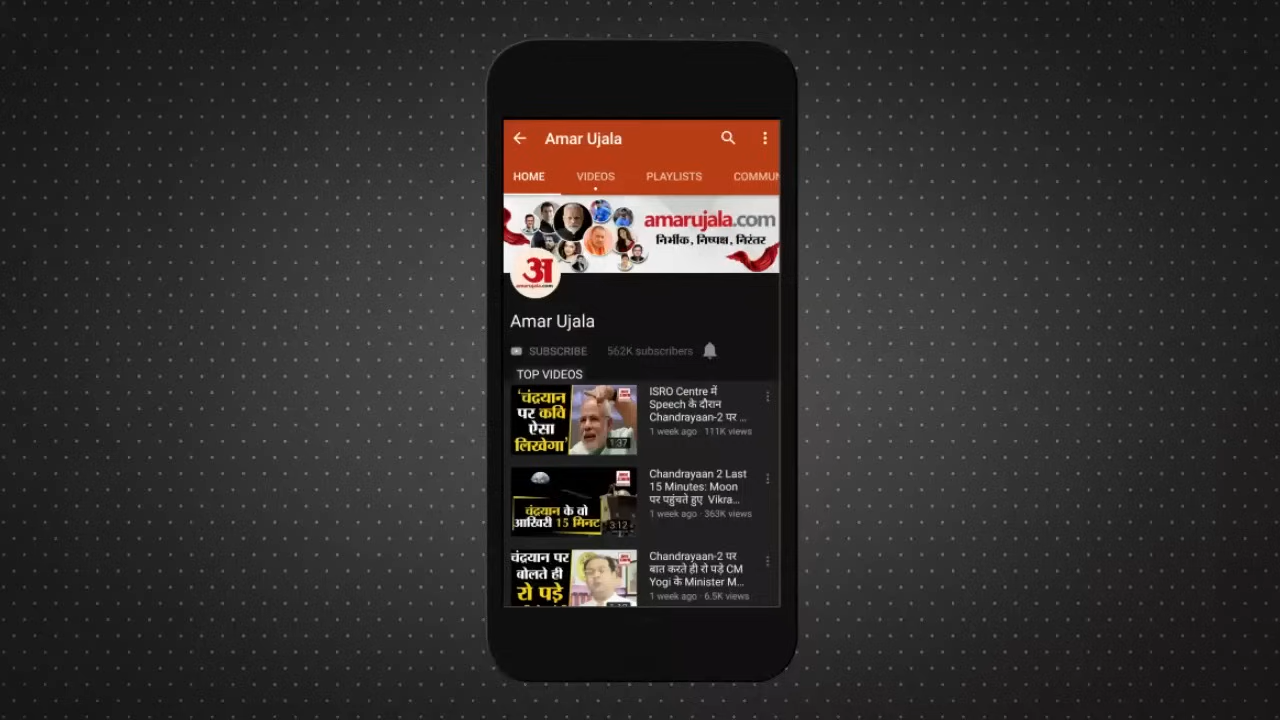 Amar Ujala
HOME VIDEOS PLAYLISTS COMMUN
amarujala.com
निर्भीक, निष्पक्ष, निरंतर
अ
amarujala.com
Amar Ujala
SUBSCRIBE 562K subscribers
TOP VIDEOS
'चंद्रयान
पर कवि
ऐसा
लिखेगा'
1:37
ISRO Centre में
Speech के दौरान
Chandrayaan-2 पर ...
1 week ago · 111K views
चंद्रयान के वो
आखिरी 15 मिनट
3:12
Chandrayaan 2 Last
15 Minutes: Moon
पर पहुंचते हुए Vikra...
1 week ago · 363K views
चंद्रयान पर
बोलते ही
रो पड़े
Chandrayaan-2 पर
बात करते ही रो पड़े CM
Yogi के Minister M...
1 week ago · 6.5K views